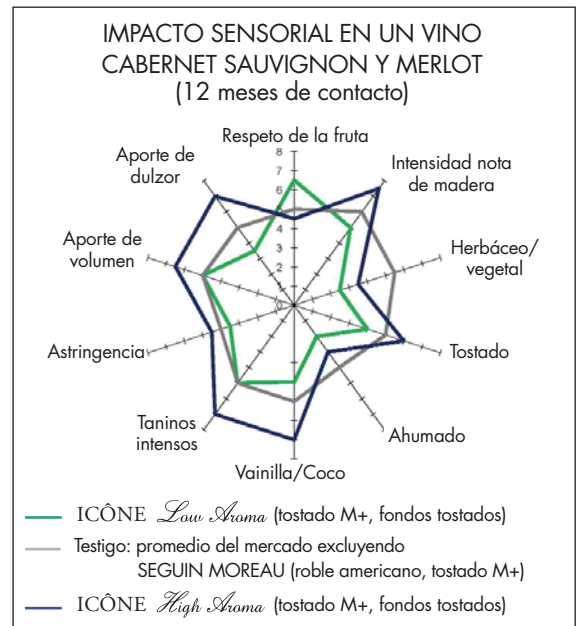 IMPACTO SENSORIAL EN UN VINO
CABERNET SAUVIGNON Y MERLOT
(12 meses de contacto)
Respeto de la fruta
Intensidad nota
de madera
Herbáceo/
vegetal
Tostado
Ahumado
Vainilla/Coco
Taninos
intensos
Astringencia
Aporte de
volumen
Aporte de
dulzor
8
7
6
5
4
3
2
1
0
ICÔNE Low Aroma (tostado M+, fondos tostados)
Testigo: promedio del mercado excluyendo
SEGUIN MOREAU (roble americano, tostado M+)
ICÔNE High Aroma (tostado M+, fondos tostados)